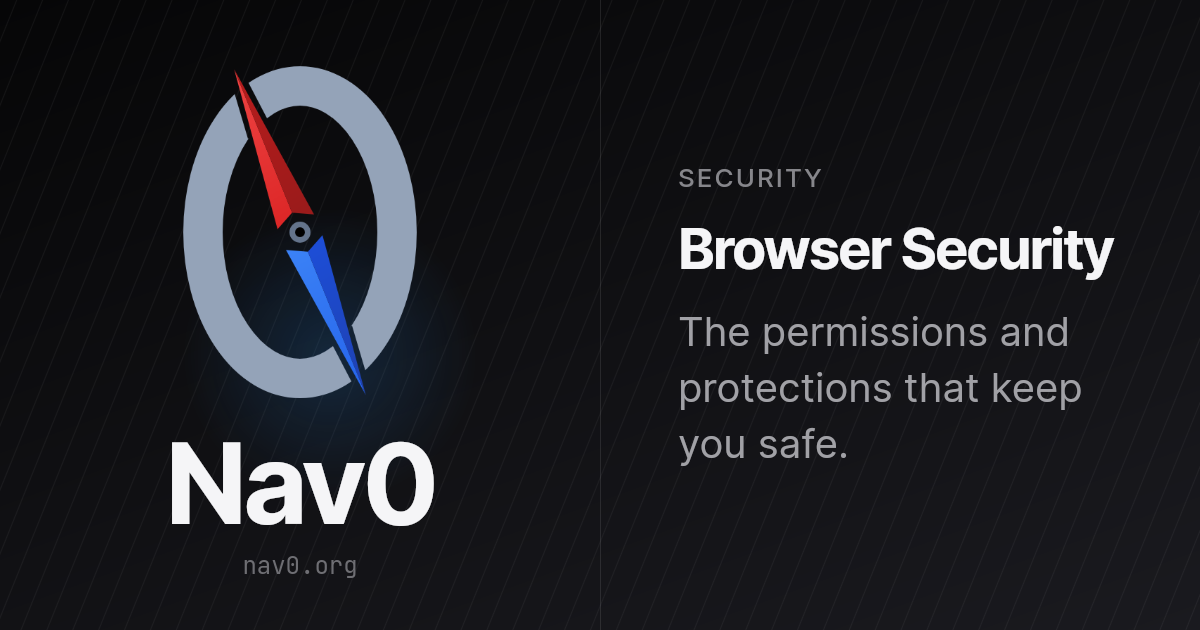 Nav0
nav0.org
SECURITY
Browser Security
The permissions and
protections that keep
you safe.